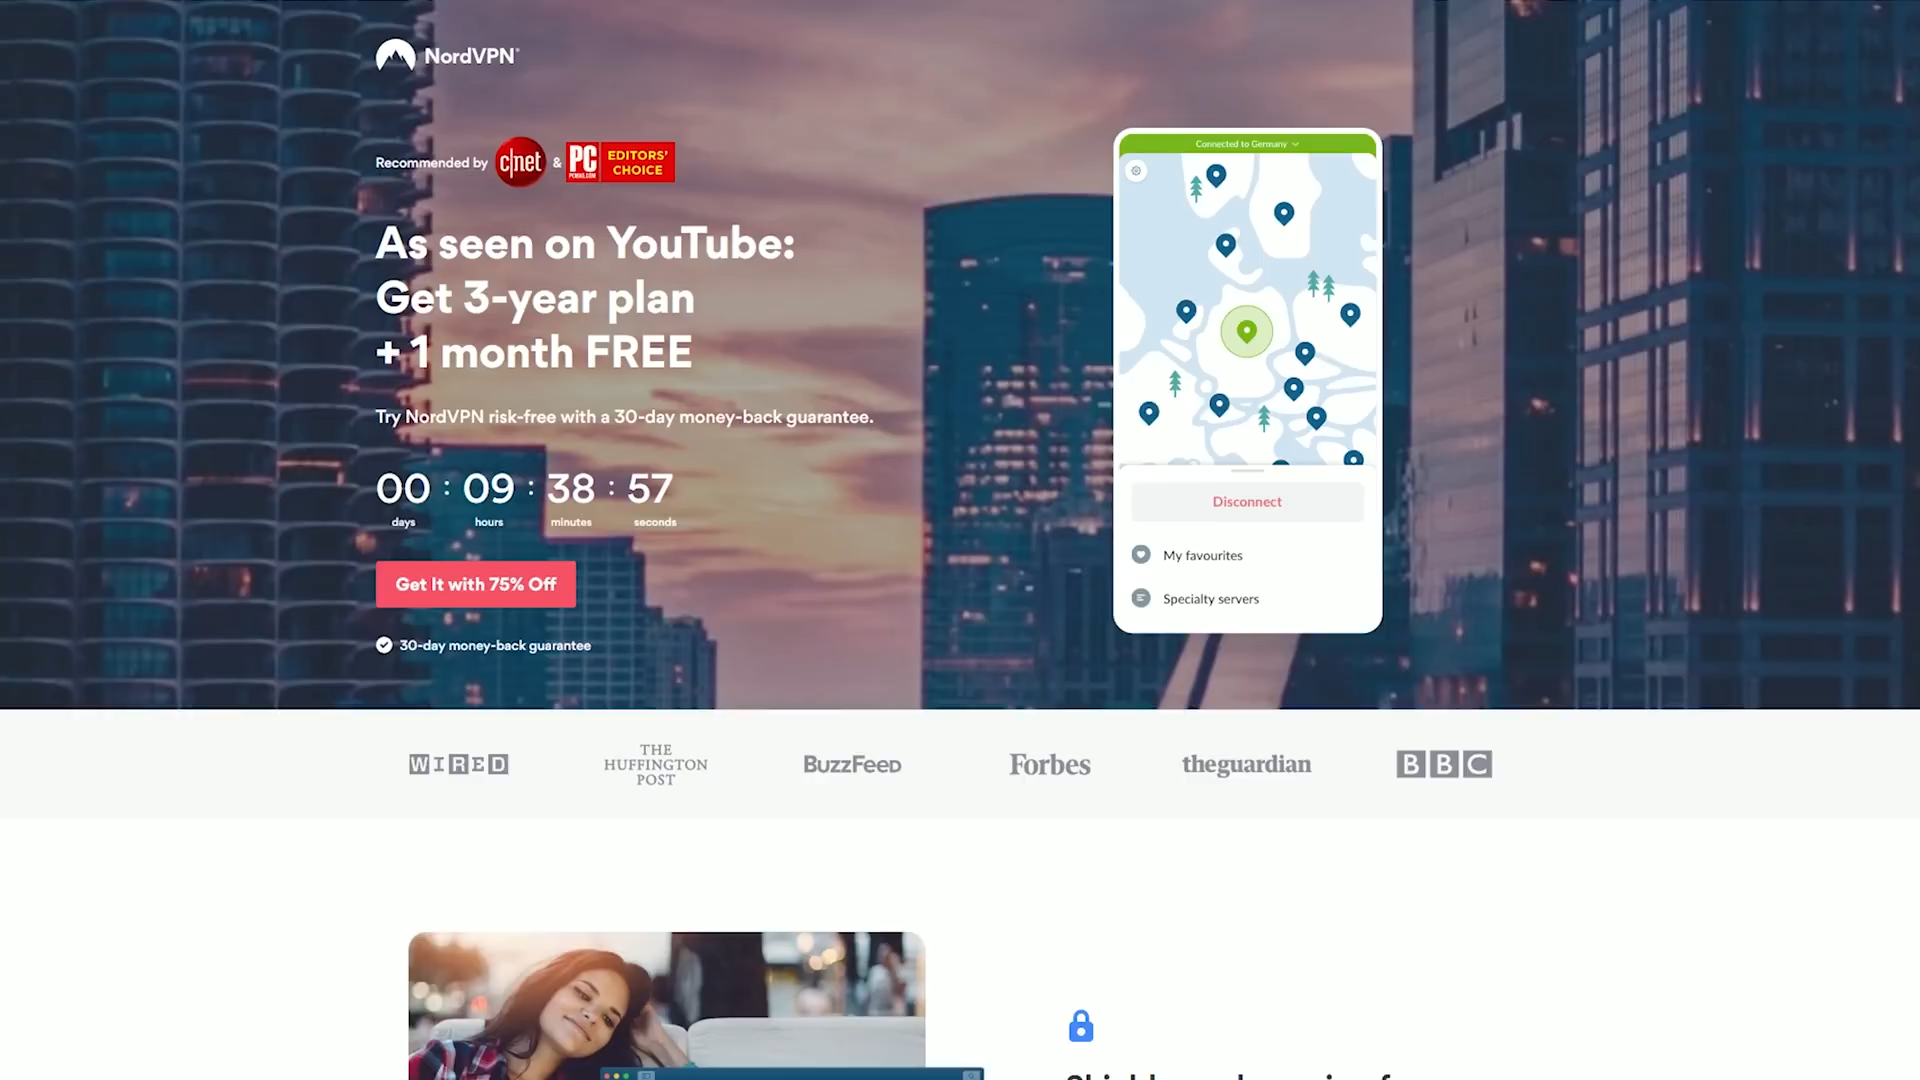 NordVPN®
Recommended by c|net & PC PCMAG.COM EDITORS' CHOICE
As seen on YouTube:
Get 3-year plan
+ 1 month FREE
Try NordVPN risk-free with a 30-day money-back guarantee.
00 : 09 : 38 : 57
days hours minutes seconds
Get It with 75% Off
30-day money-back guarantee
Connected to Germany
Disconnect
My favourites
Specialty servers
WIRED
THE
HUFFINGTON
POST
BuzzFeeD
Forbes
theguardian
BBC